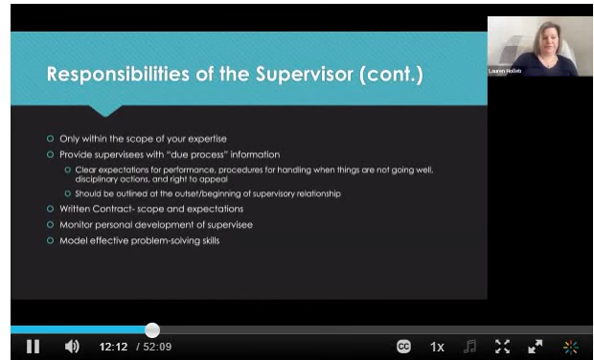 Responsibilities of the Supervisor (cont.)
Only within the scope of your expertise
Provide supervisees with "due process" information
Clear expectations for performance, procedures for handling when things are not going well,
disciplinary actions, and right to appeal
Should be outlined at the outset/beginning of supervisory relationship
Written Contract- scope and expectations
Monitor personal development of supervisee
Model effective problem-solving skills
Lauren
12:12 / 52:09
CC
1x